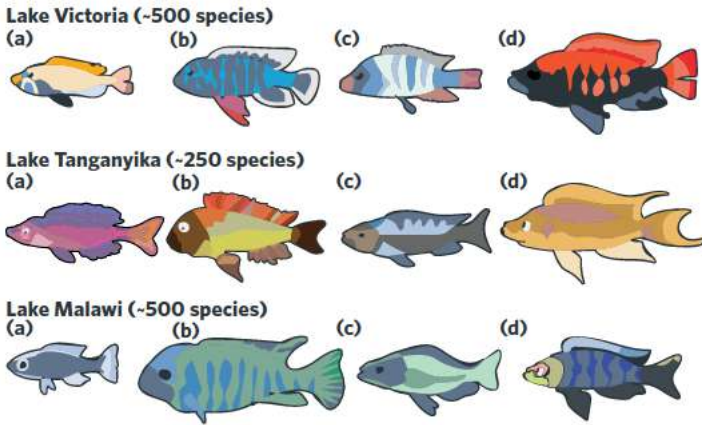 Lake Victoria (~500 species)
(a) (b) (c) (d)
Lake Tanganyika (~250 species)
(a) (b) (c) (d)
Lake Malawi (~500 species)
(a) (b) (c) (d)